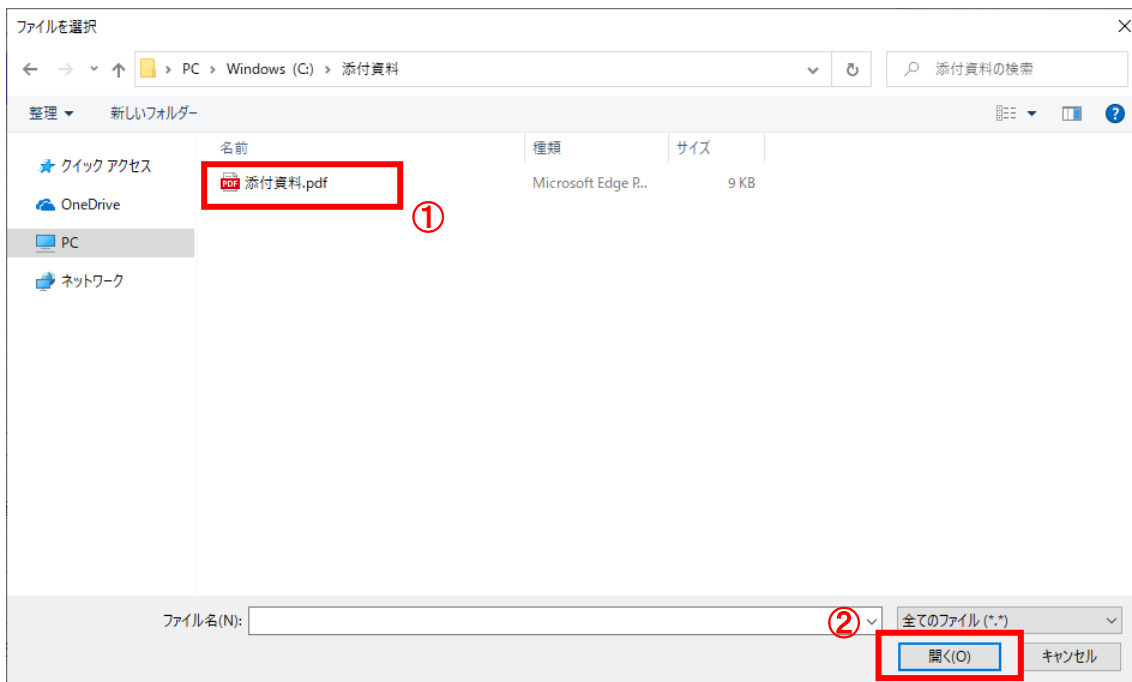 ファイルを選択
PC › Windows (C:) › 添付資料
添付資料の検索
整理
新しいフォルダー
名前 種類 サイズ
クイック アクセス
OneDrive
PC
ネットワーク
PDF 添付資料.pdf Microsoft Edge P... 9 KB
①
ファイル名(N):
②
全てのファイル (*.*)
開く(O)
キャンセル